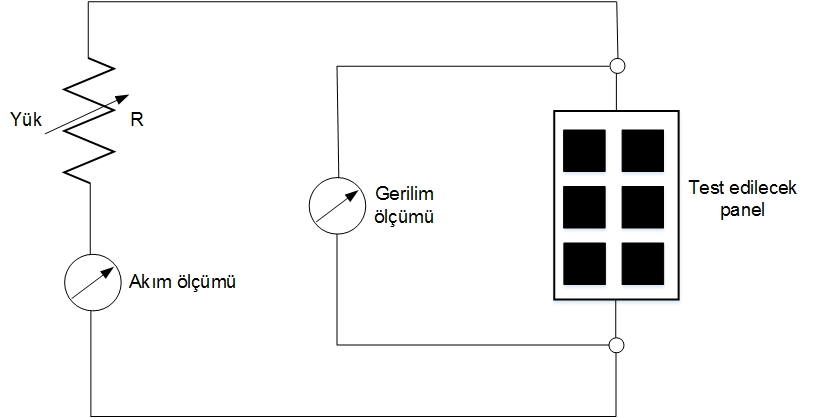 Yük
R
Gerilim
ölçümü
Test edilecek
panel
Akım ölçümü